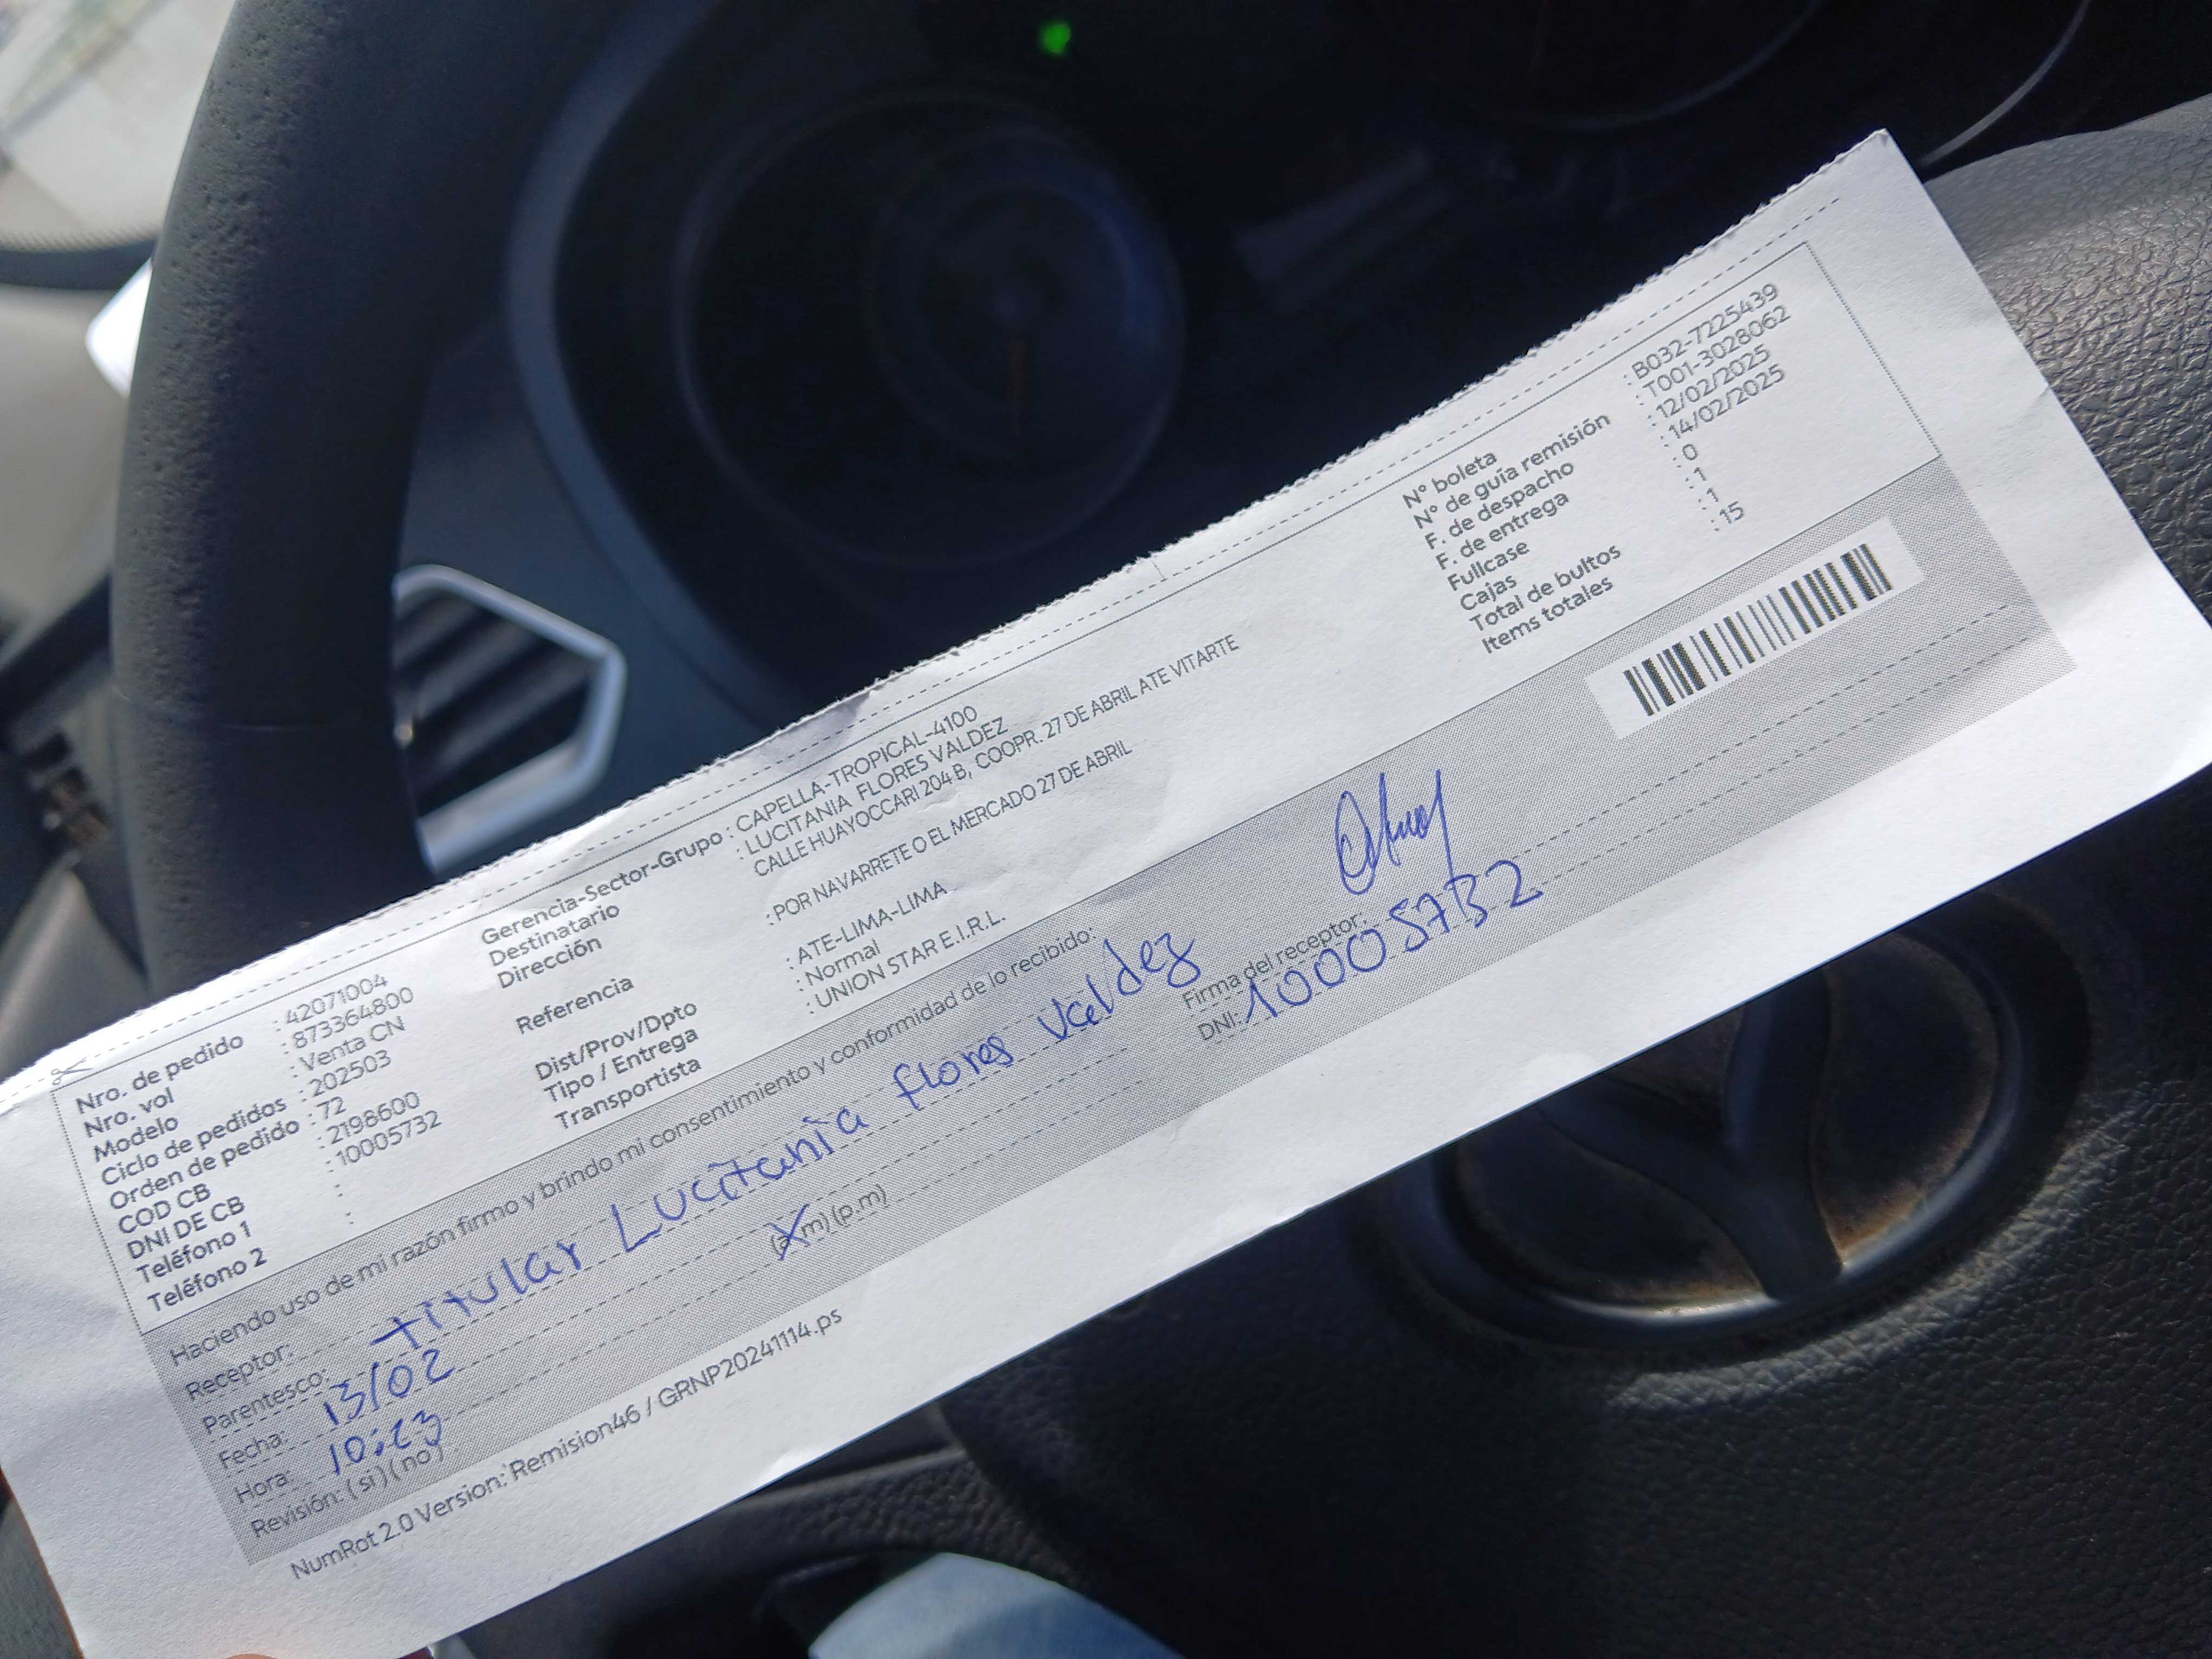 Nro. de pedido : 42071004
Nro. vol : 873364800
Modelo : Venta CN
Ciclo de pedidos : 202503
Orden de pedido : 72
COD CB : 2198600
DNI DE CB : 10005732
Teléfono 1 :
Teléfono 2 :
Gerencia-Sector-Grupo : CAPELLA-TROPICAL-4100
Destinatario : LUCITANIA FLORES VALDEZ
Dirección : CALLE HUAYOCCARI 204 B, COOPR. 27 DE ABRIL ATE VITARTE
Referencia : POR NAVARRETE O EL MERCADO 27 DE ABRIL
Dist/Prov/Dpto : ATE-LIMA-LIMA
Tipo / Entrega : Normal
Transportista : UNION STAR E.I.R.L.
N° boleta : B032-7225439
N° de guía remisión : T001-3028062
F. de despacho : 12/02/2025
F. de entrega : 14/02/2025
Fullcase : 0
Cajas : 1
Total de bultos : 1
Items totales : 15
Haciendo uso de mi razón firmo y brindo mi consentimiento y conformidad de lo recibido:
Receptor: titular Lucitania flores Valdez
Parentesco:
Fecha: 13/02
Hora: 10:23 (a.m) (p.m)
Revisión: ( si ) ( no )
Firma del receptor:
DNI: 10005732
NumRot 2.0 Version: Remision46 / GRNP20241114.ps